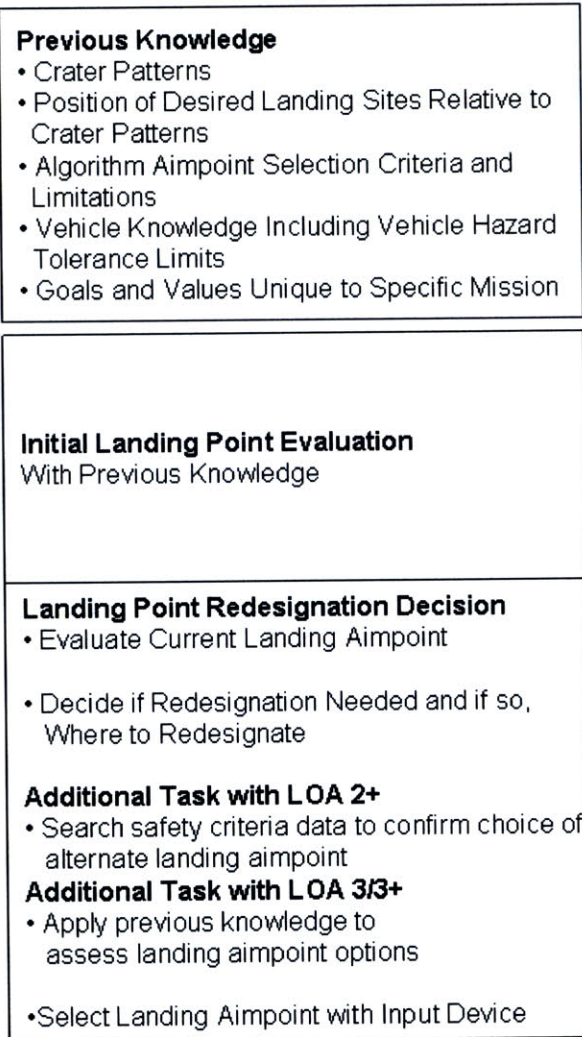 Previous Knowledge
• Crater Patterns
• Position of Desired Landing Sites Relative to
Crater Patterns
• Algorithm Aimpoint Selection Criteria and
Limitations
• Vehicle Knowledge Including Vehicle Hazard
Tolerance Limits
• Goals and Values Unique to Specific Mission
Initial Landing Point Evaluation
With Previous Knowledge
Landing Point Redesignation Decision
• Evaluate Current Landing Aimpoint
• Decide if Redesignation Needed and if so,
Where to Redesignate
Additional Task with LOA 2+
• Search safety criteria data to confirm choice of
alternate landing aimpoint
Additional Task with LOA 3/3+
• Apply previous knowledge to
assess landing aimpoint options
•Select Landing Aimpoint with Input Device